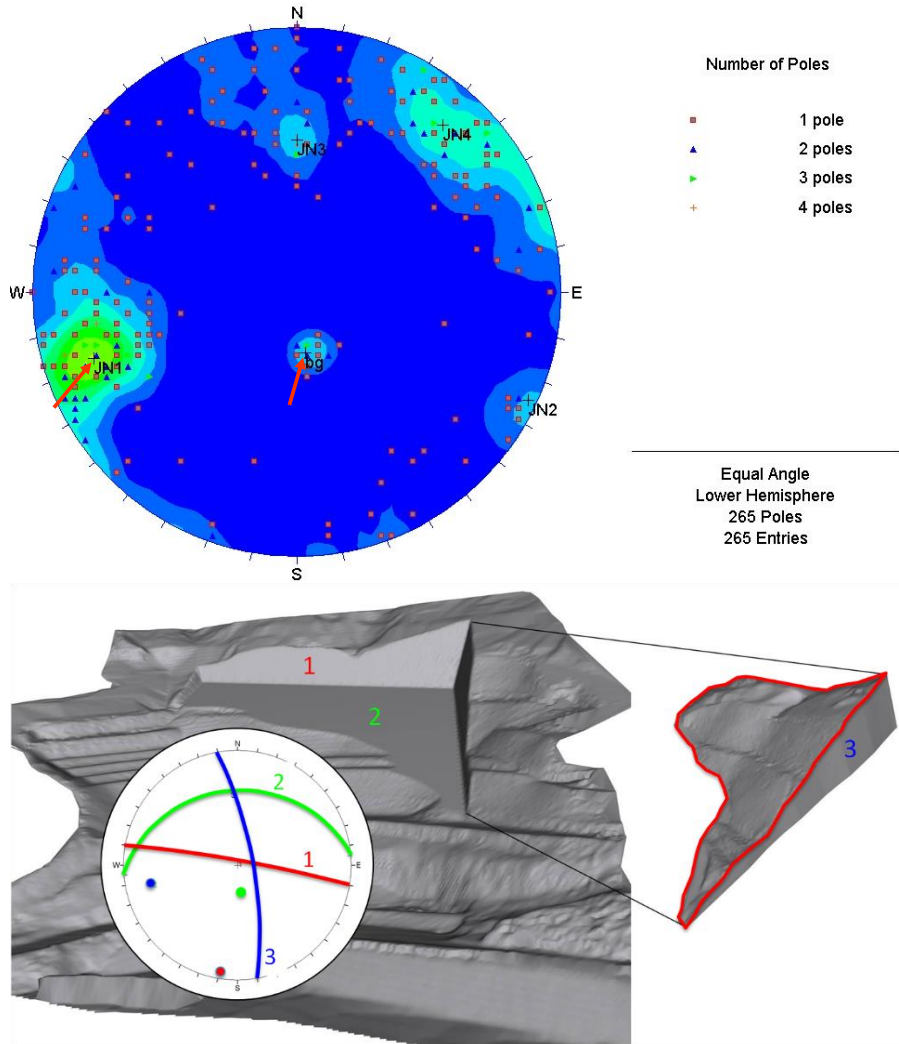 N
Number of Poles
1 pole
2 poles
3 poles
4 poles
JN4
JN3
W
E
JN1
bg
JN2
S
Equal Angle
Lower Hemisphere
265 Poles
265 Entries
1
2
3
N
2
W
1
E
3
S